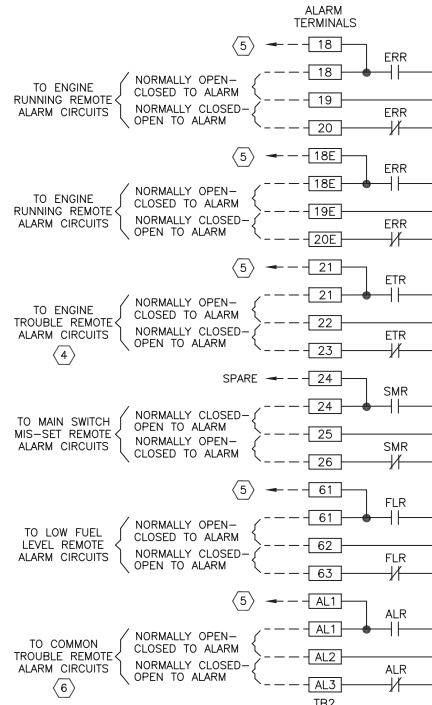 ALARM
TERMINALS
5
18
TO ENGINE
RUNNING REMOTE
ALARM CIRCUITS
NORMALLY OPEN-
CLOSED TO ALARM
NORMALLY CLOSED-
OPEN TO ALARM
18
ERR
19
20
ERR
5
18E
TO ENGINE
RUNNING REMOTE
ALARM CIRCUITS
NORMALLY OPEN-
CLOSED TO ALARM
NORMALLY CLOSED-
OPEN TO ALARM
18E
ERR
19E
20E
ERR
5
21
TO ENGINE
TROUBLE REMOTE
ALARM CIRCUITS
4
NORMALLY OPEN-
CLOSED TO ALARM
NORMALLY CLOSED-
OPEN TO ALARM
21
ETR
22
23
ETR
SPARE
24
TO MAIN SWITCH
MIS-SET REMOTE
ALARM CIRCUITS
NORMALLY CLOSED-
OPEN TO ALARM
NORMALLY OPEN-
CLOSED TO ALARM
24
SMR
25
26
SMR
5
61
TO LOW FUEL
LEVEL REMOTE
ALARM CIRCUITS
NORMALLY OPEN-
CLOSED TO ALARM
NORMALLY CLOSED-
OPEN TO ALARM
61
FLR
62
63
FLR
5
AL1
TO COMMON
TROUBLE REMOTE
ALARM CIRCUITS
6
NORMALLY OPEN-
CLOSED TO ALARM
NORMALLY CLOSED-
OPEN TO ALARM
AL1
ALR
AL2
AL3
ALR
TB2